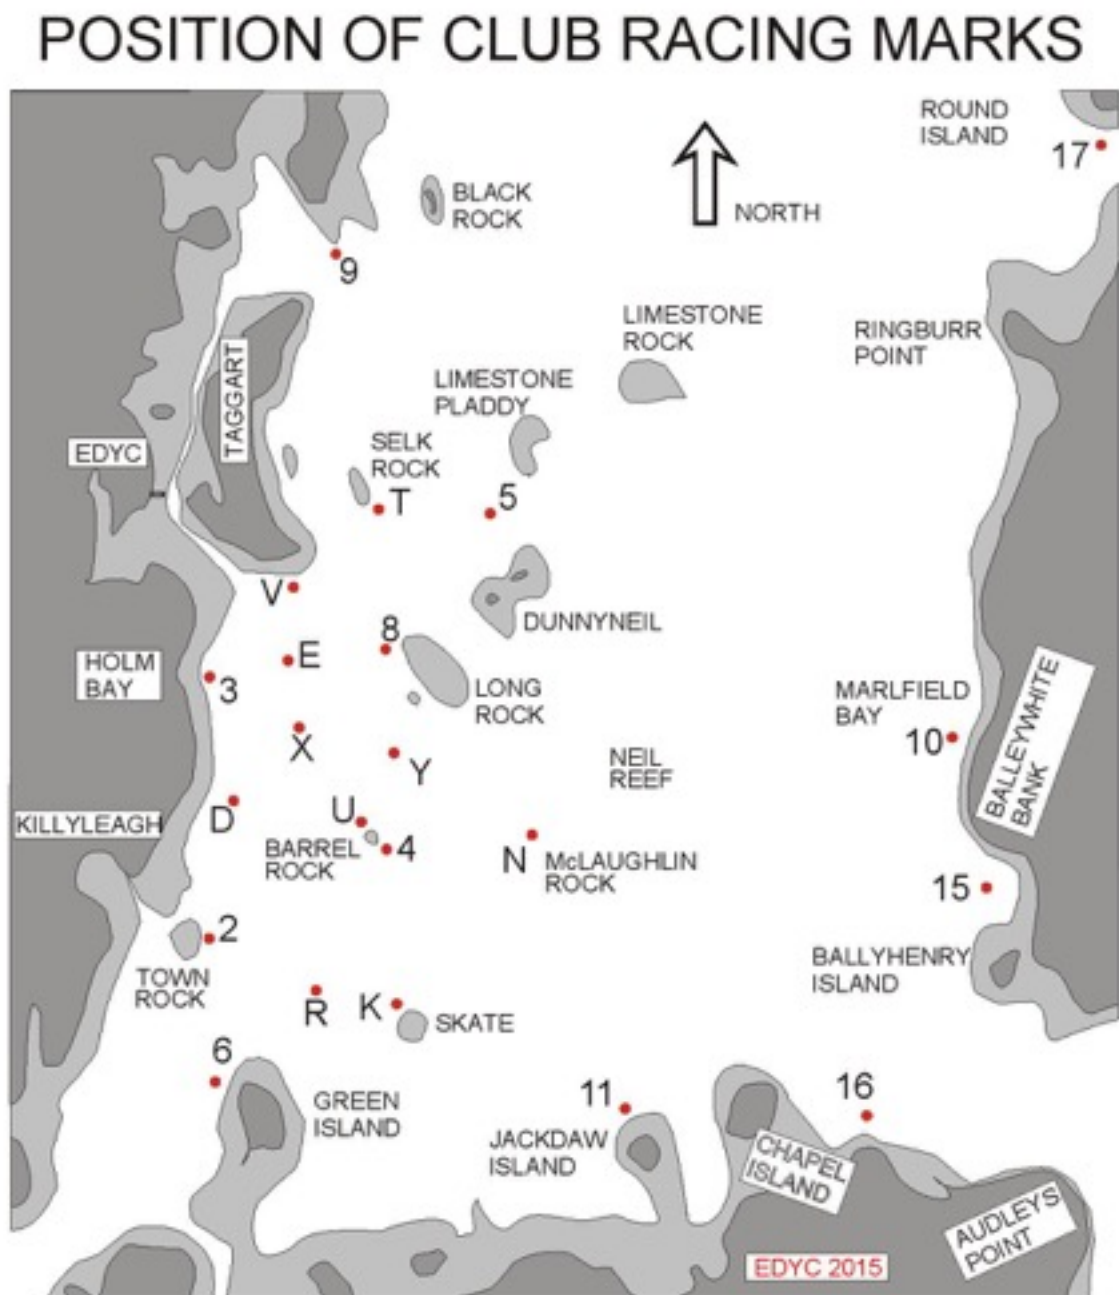 POSITION OF CLUB RACING MARKS
ROUND
ISLAND
17
BLACK
ROCK
NORTH
9
LIMESTONE
ROCK
RINGBURR
POINT
TAGGART
LIMESTONE
PLADDY
EDYC
SELK
ROCK
T
5
V
DUNNYNEIL
8
E
HOLM
BAY
3
LONG
ROCK
MARLFIELD
BAY
10
BALLEYWHITE
BANK
X
Y
NEIL
REEF
KILLYLEAGH
D
U
BARREL
ROCK
4
N
McLAUGHLIN
ROCK
15
2
TOWN
ROCK
BALLYHENRY
ISLAND
R
K
SKATE
6
GREEN
ISLAND
11
JACKDAW
ISLAND
16
CHAPEL
ISLAND
AUDLEYS
POINT
EDYC 2015